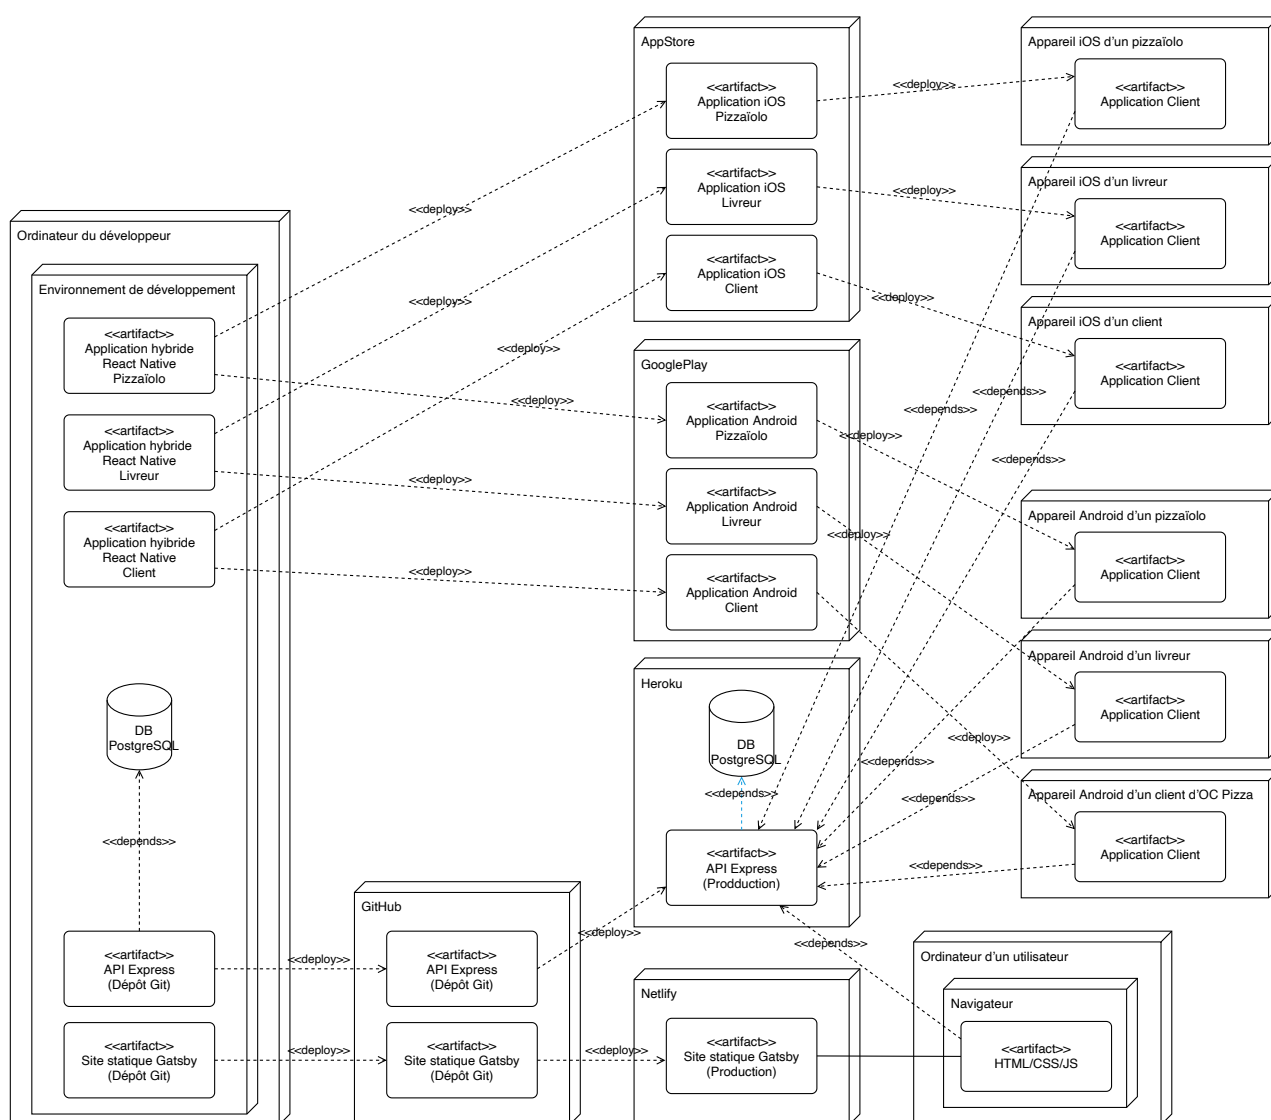 AppStore
<<artifact>>
Application iOS
Pizzaïolo
<<artifact>>
Application iOS
Livreur
<<artifact>>
Application iOS
Client
Appareil iOS d'un pizzaïolo
<<artifact>>
Application Client
Appareil iOS d'un livreur
<<artifact>>
Application Client
Appareil iOS d'un client
<<artifact>>
Application Client
<<deploy>>
<<deploy>>
<<deploy>>
<<deploy>>
<<deploy>>
<<deploy>>
Ordinateur du développeur
Environnement de développement
<<artifact>>
Application hybride
React Native
Pizzaïolo
<<artifact>>
Application hybride
React Native
Livreur
<<artifact>>
Application hyibride
React Native
Client
<<deploy>>
<<deploy>>
<<deploy>>
GooglePlay
<<artifact>>
Application Android
Pizzaïolo
<<artifact>>
Application Android
Livreur
<<artifact>>
Application Android
Client
<<deploy>>
<<deploy>>
<<deploy>>
<<depends>>
<<depends>>
<<depends>>
Appareil Android d'un pizzaïolo
<<artifact>>
Application Client
Appareil Android d'un livreur
<<artifact>>
Application Client
Appareil Android d'un client d'OC Pizza
<<artifact>>
Application Client
<<depends>>
<<depends>>
<<depends>>
DB
PostgreSQL
<<depends>>
Heroku
DB
PostgreSQL
<<depends>>
<<artifact>>
API Express
(Prodduction)
GitHub
<<artifact>>
API Express
(Dépôt Git)
<<deploy>>
<<artifact>>
API Express
(Dépôt Git)
<<deploy>>
<<depends>>
<<artifact>>
Site statique Gatsby
(Dépôt Git)
<<deploy>>
<<artifact>>
Site statique Gatsby
(Dépôt Git)
<<deploy>>
Netlify
<<artifact>>
Site statique Gatsby
(Production)
Ordinateur d'un utilisateur
Navigateur
<<artifact>>
HTML/CSS/JS